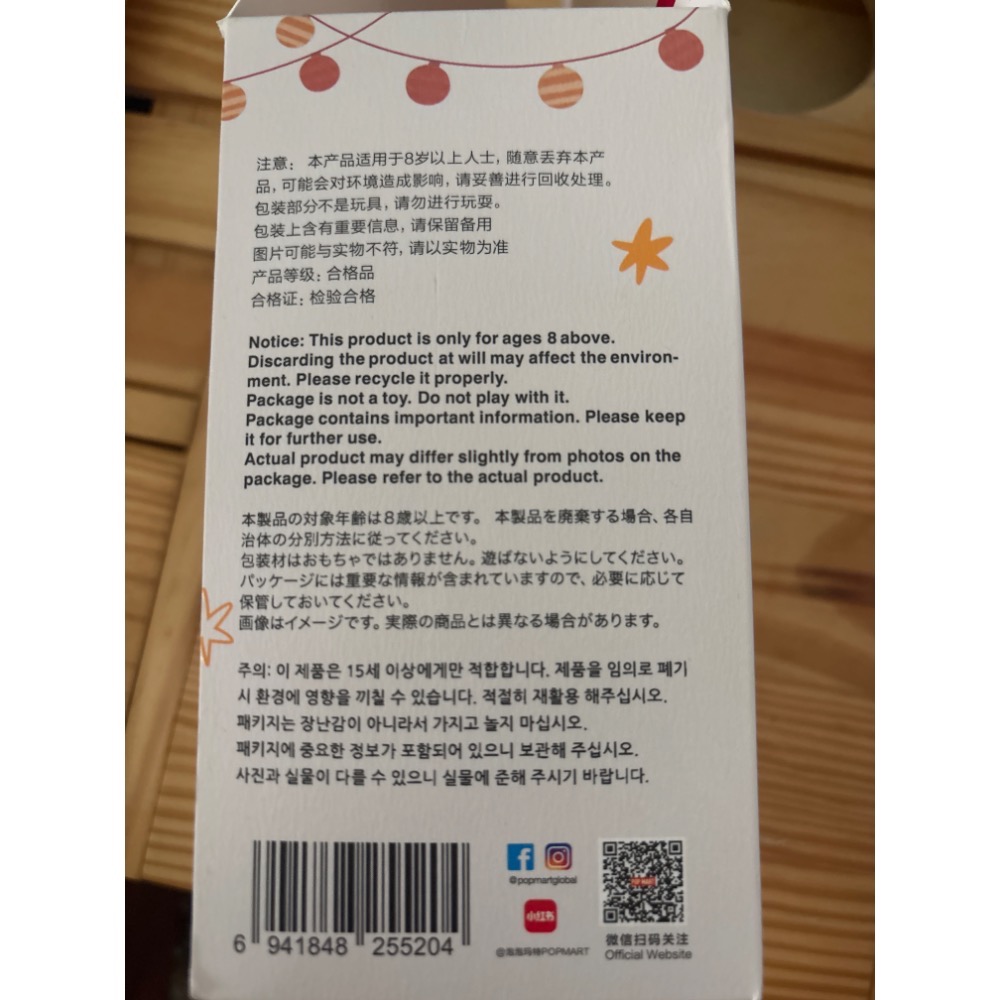 注意：本产品适用于8岁以上人士，随意丢弃本产
品，可能会对环境造成影响，请妥善进行回收处理。
包装部分不是玩具，请勿进行玩耍。
包装上含有重要信息，请保留备用
图片可能与实物不符，请以实物为准
产品等级：合格品
合格证：检验合格
Notice: This product is only for ages 8 above.
Discarding the product at will may affect the environ-
ment. Please recycle it properly.
Package is not a toy. Do not play with it.
Package contains important information. Please keep
it for further use.
Actual product may differ slightly from photos on the
package. Please refer to the actual product.
本製品の対象年齢は8歳以上です。 本製品を廃棄する場合、各自
治体の分別方法に従ってください。
包装材はおもちゃではありません。遊ばないようにしてください。
パッケージには重要な情報が含まれていますので、必要に応じて
保管しておいてください。
画像はイメージです。実際の商品とは異なる場合があります。
주의: 이 제품은 15세 이상에게만 적합합니다. 제품을 임의로 폐기
시 환경에 영향을 끼칠 수 있습니다. 적절히 재활용 해주십시오.
패키지는 장난감이 아니라서 가지고 놀지 마십시오.
패키지에 중요한 정보가 포함되어 있으니 보관해 주십시오.
사진과 실물이 다를 수 있으니 실물에 준해 주시기 바랍니다.
6 941848 255204
@popmartglobal
小红书
@泡泡玛特POPMART
POP MART
微信扫码关注
Official Website